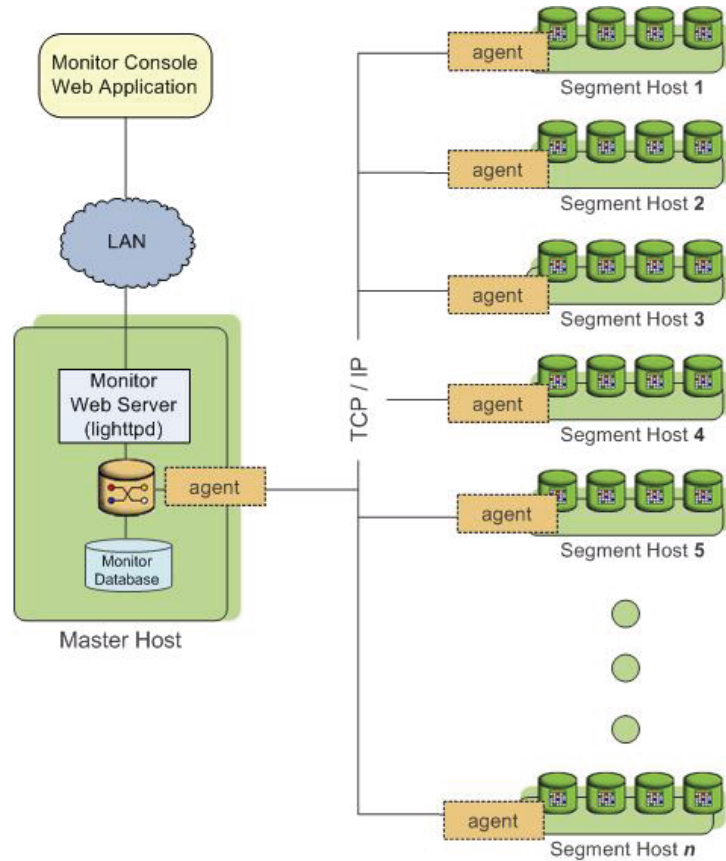 Monitor Console
Web Application
LAN
Monitor
Web Server
(lighttpd)
agent
Monitor
Database
Master Host
TCP / IP
agent
Segment Host 1
agent
Segment Host 2
agent
Segment Host 3
agent
Segment Host 4
agent
Segment Host 5
agent
Segment Host n